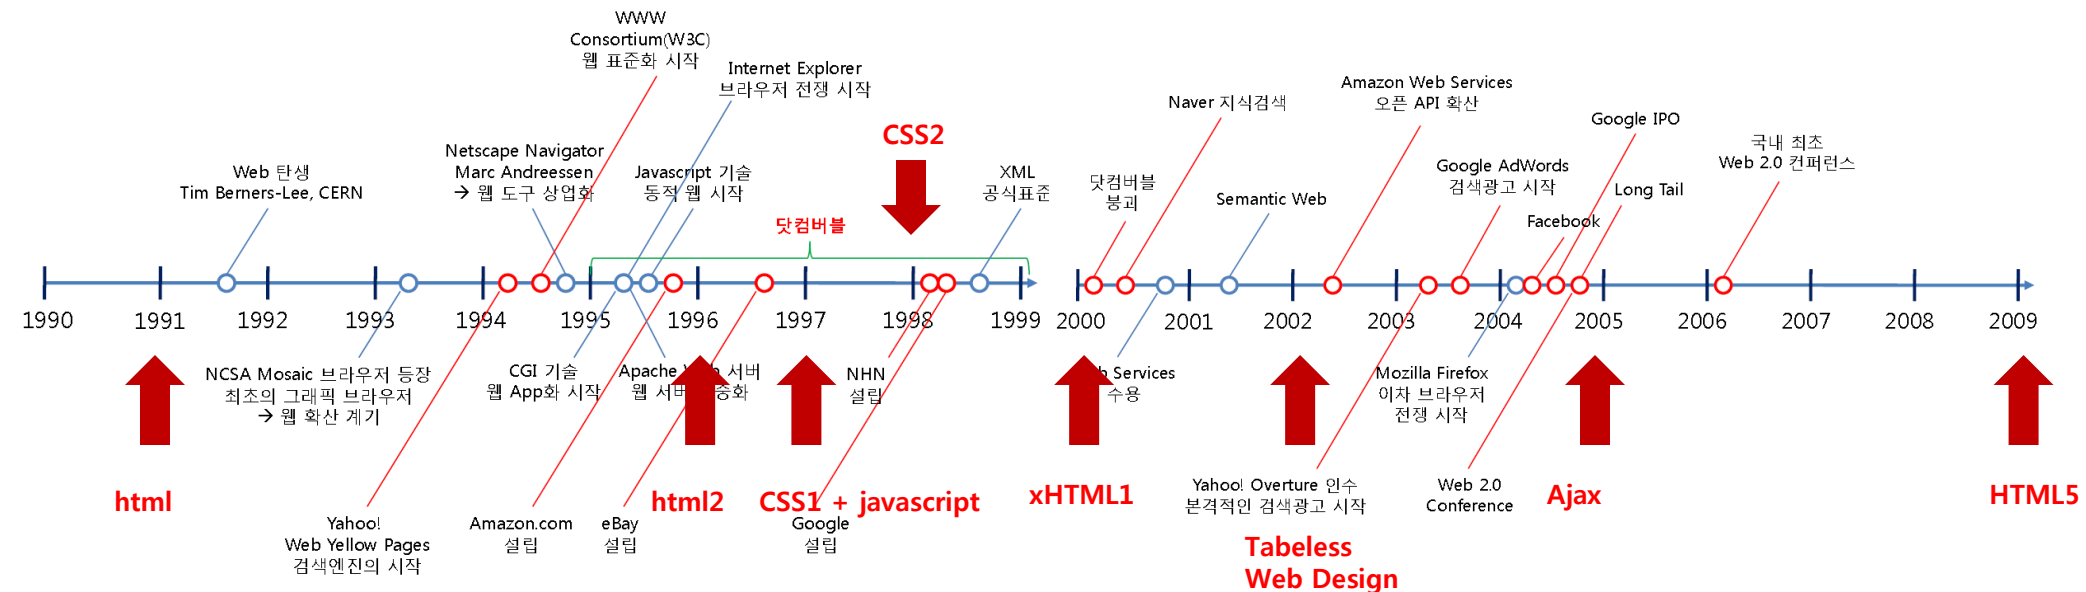 WWW
Consortium(W3C)
웹 표준화 시작
Internet Explorer
브라우저 전쟁 시작
Netscape Navigator
Marc Andreessen
→ 웹 도구 상업화
Javascript 기술
동적 웹 시작
Web 탄생
Tim Berners-Lee, CERN
CSS2
XML
공식표준
닷컴버블
Naver 지식검색
Amazon Web Services
오픈 API 확산
Google IPO
국내 최초
Web 2.0 컨퍼런스
Google AdWords
검색광고 시작
닷컴버블
붕괴
Semantic Web
Long Tail
Facebook
1990
1991
1992
1993
1994
1995
1996
1997
1998
1999
2000
2001
2002
2003
2004
2005
2006
2007
2008
2009
NCSA Mosaic 브라우저 등장
최초의 그래픽 브라우저
→ 웹 확산 계기
CGI 기술
웹 App화 시작
Apache 서버
웹
NHN
설립
Services
수용
Mozilla Firefox
이차 브라우저
전쟁 시작
html
html2
CSS1 + javascript
xHTML1
Yahoo! Overture 인수
본격적인 검색광고 시작
Web 2.0
Conference
Ajax
HTML5
Yahoo!
Web Yellow Pages
검색엔진의 시작
Amazon.com
설립
eBay
설립
Google
설립
Tabeless
Web Design